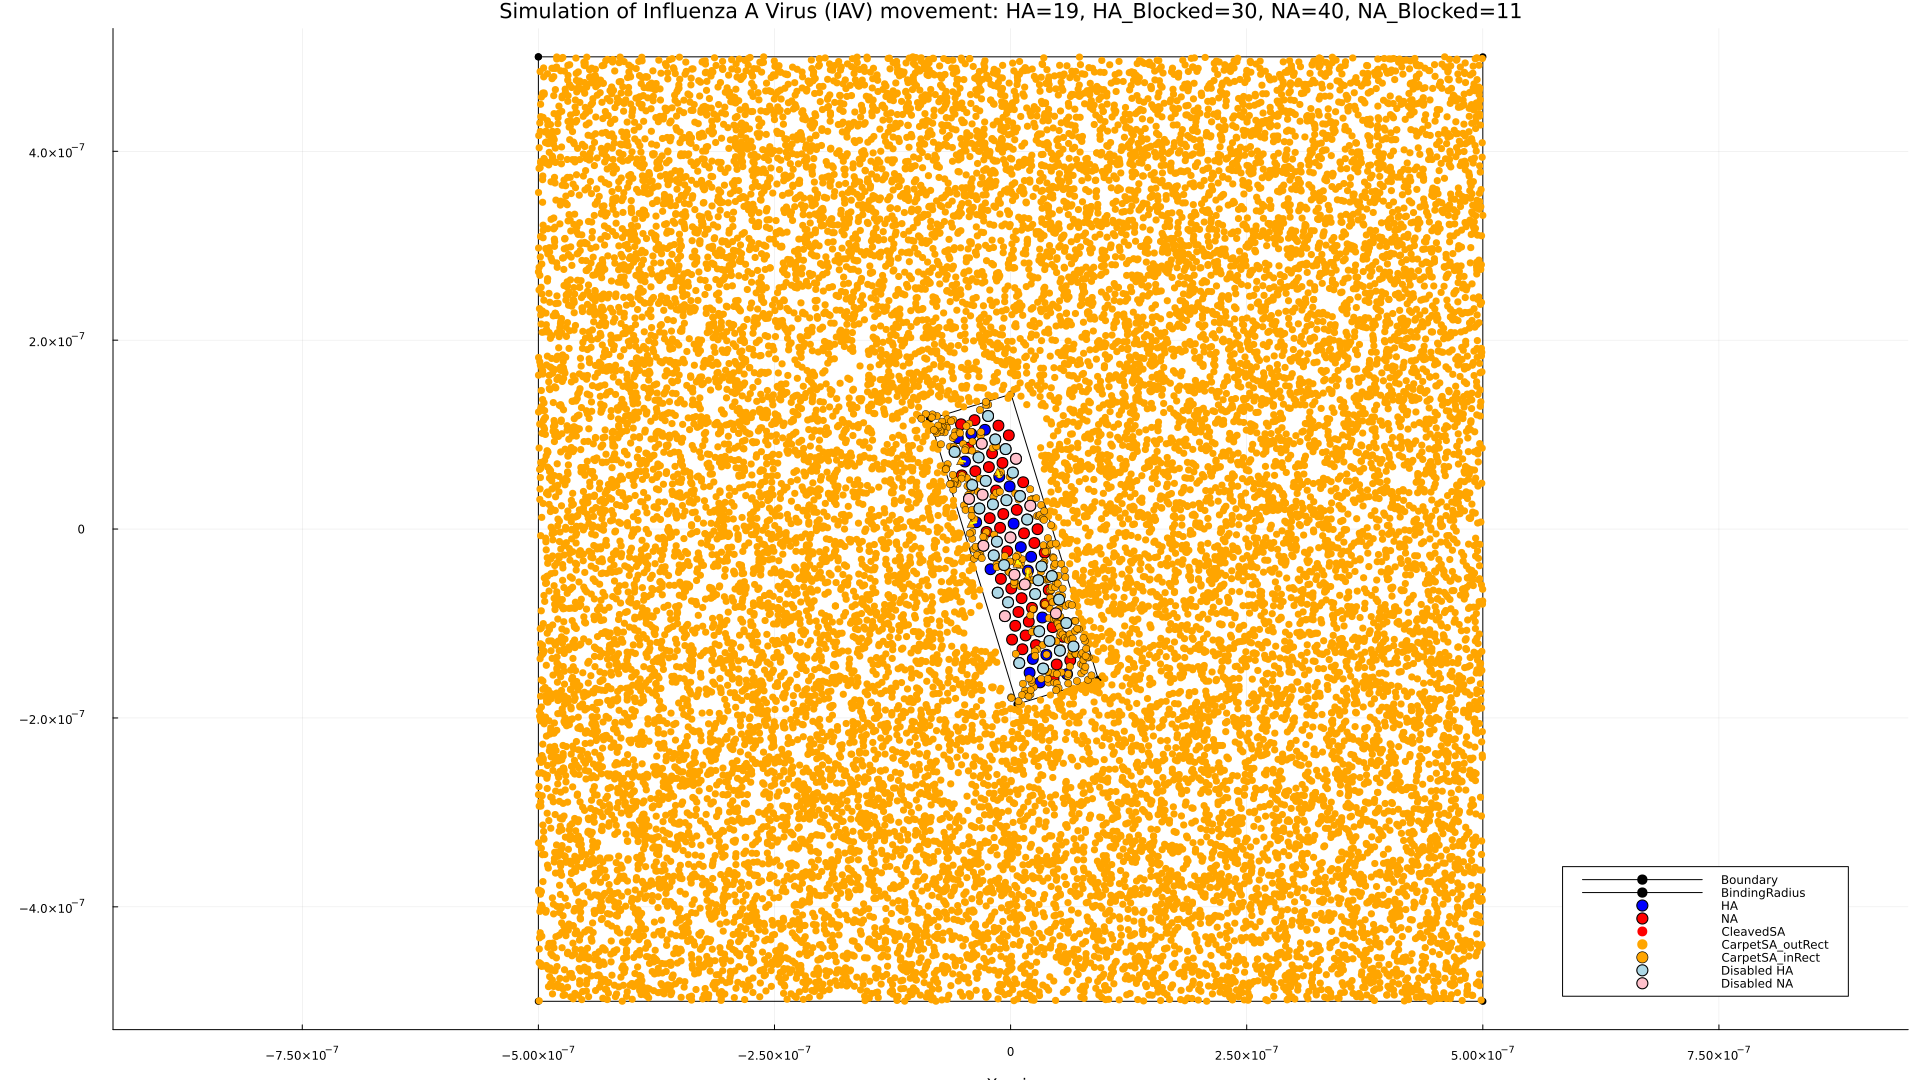 Simulation of Influenza A Virus (IAV) movement: HA=19, HA_Blocked=30, NA=40, NA_Blocked=11
4.0×10⁻⁷
2.0×10⁻⁷
0
−2.0×10⁻⁷
−4.0×10⁻⁷
Boundary
BindingRadius
HA
NA
CleavedSA
CarpetSA_outRect
CarpetSA_inRect
Disabled HA
Disabled NA
−7.50×10⁻⁷ −5.00×10⁻⁷ −2.50×10⁻⁷ 0 2.50×10⁻⁷ 5.00×10⁻⁷ 7.50×10⁻⁷